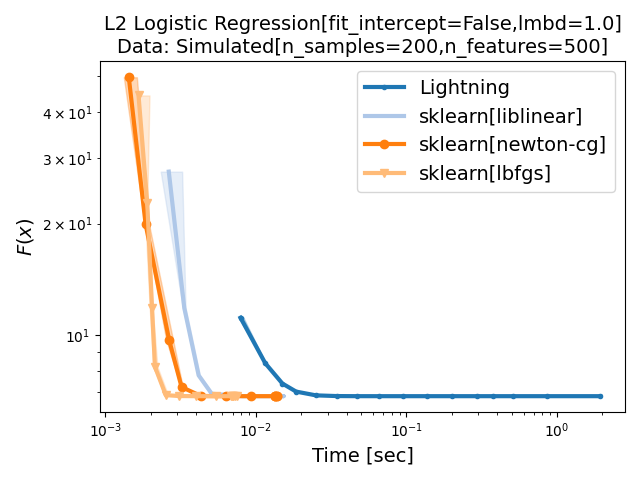 L2 Logistic Regression[fit_intercept=False,lmbd=1.0]
Data: Simulated[n_samples=200,n_features=500]
Lightning
sklearn[liblinear]
sklearn[newton-cg]
sklearn[lbfgs]
F(x)
4 × 10¹
3 × 10¹
2 × 10¹
10¹
10⁻³
10⁻²
10⁻¹
10⁰
Time [sec]